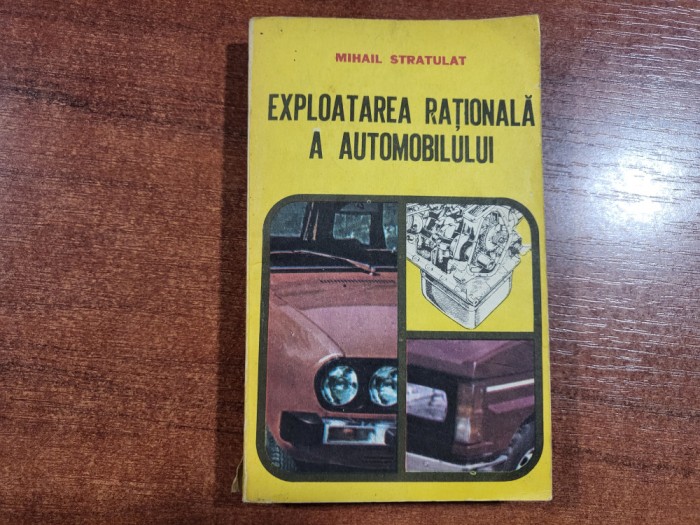 MIHAIL STRATULAT
EXPLOATAREA RAȚIONALĂ
A AUTOMOBILULUI